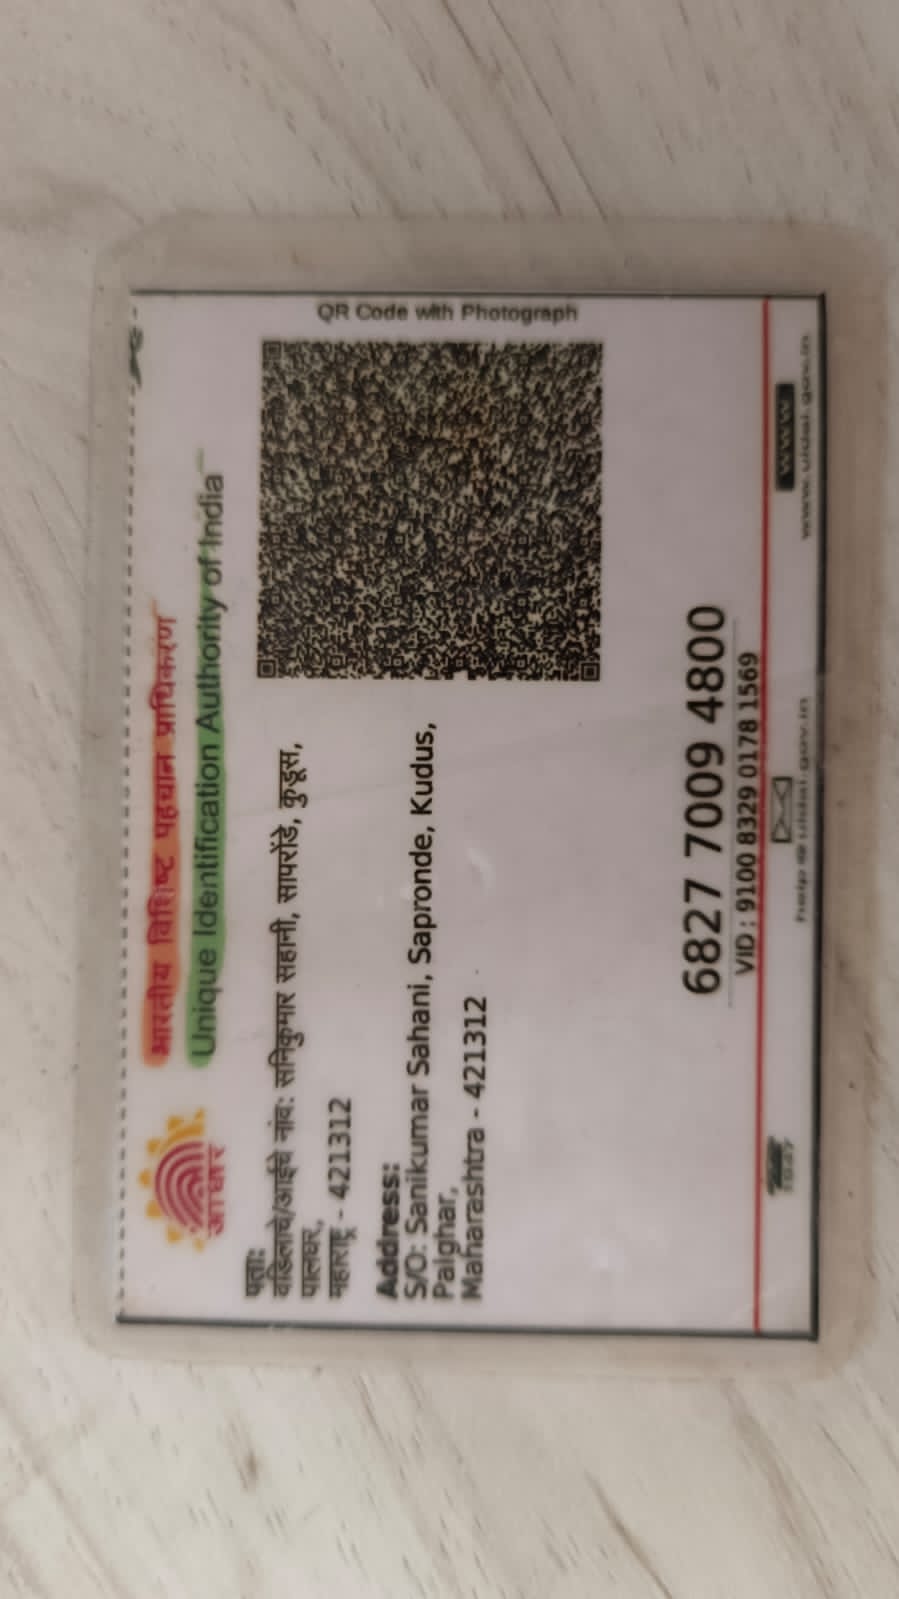 भारतीय विशिष्ट पहचान प्राधिकरण
Unique Identification Authority of India
आधार
QR Code with Photograph
पत्ता:
वडिलाचे/आईचे नांव: सनिकुमार सहानी, सापरोंडे, कुडूस,
पालघर,
महाराष्ट्र - 421312
Address:
S/O: Sanikumar Sahani, Sapronde, Kudus,
Palghar,
Maharashtra - 421312
6827 7009 4800
VID : 9100 8329 0178 1569
1947
help@uidai.gov.in
WWW
www.uidai.gov.in